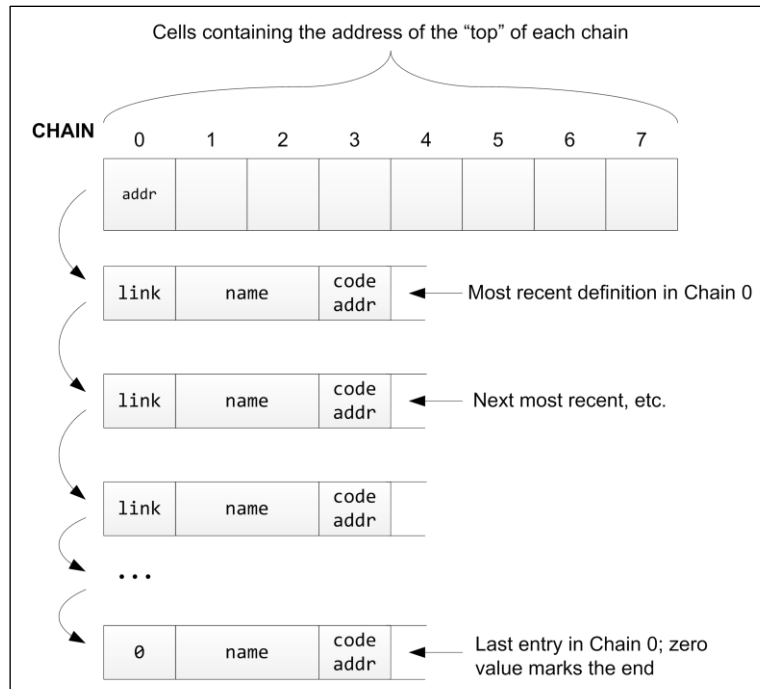 Cells containing the address of the “top” of each chain
CHAIN 0 1 2 3 4 5 6 7
addr
link name code addr Most recent definition in Chain 0
link name code addr Next most recent, etc.
link name code addr
...
0 name code addr Last entry in Chain 0; zero
value marks the end